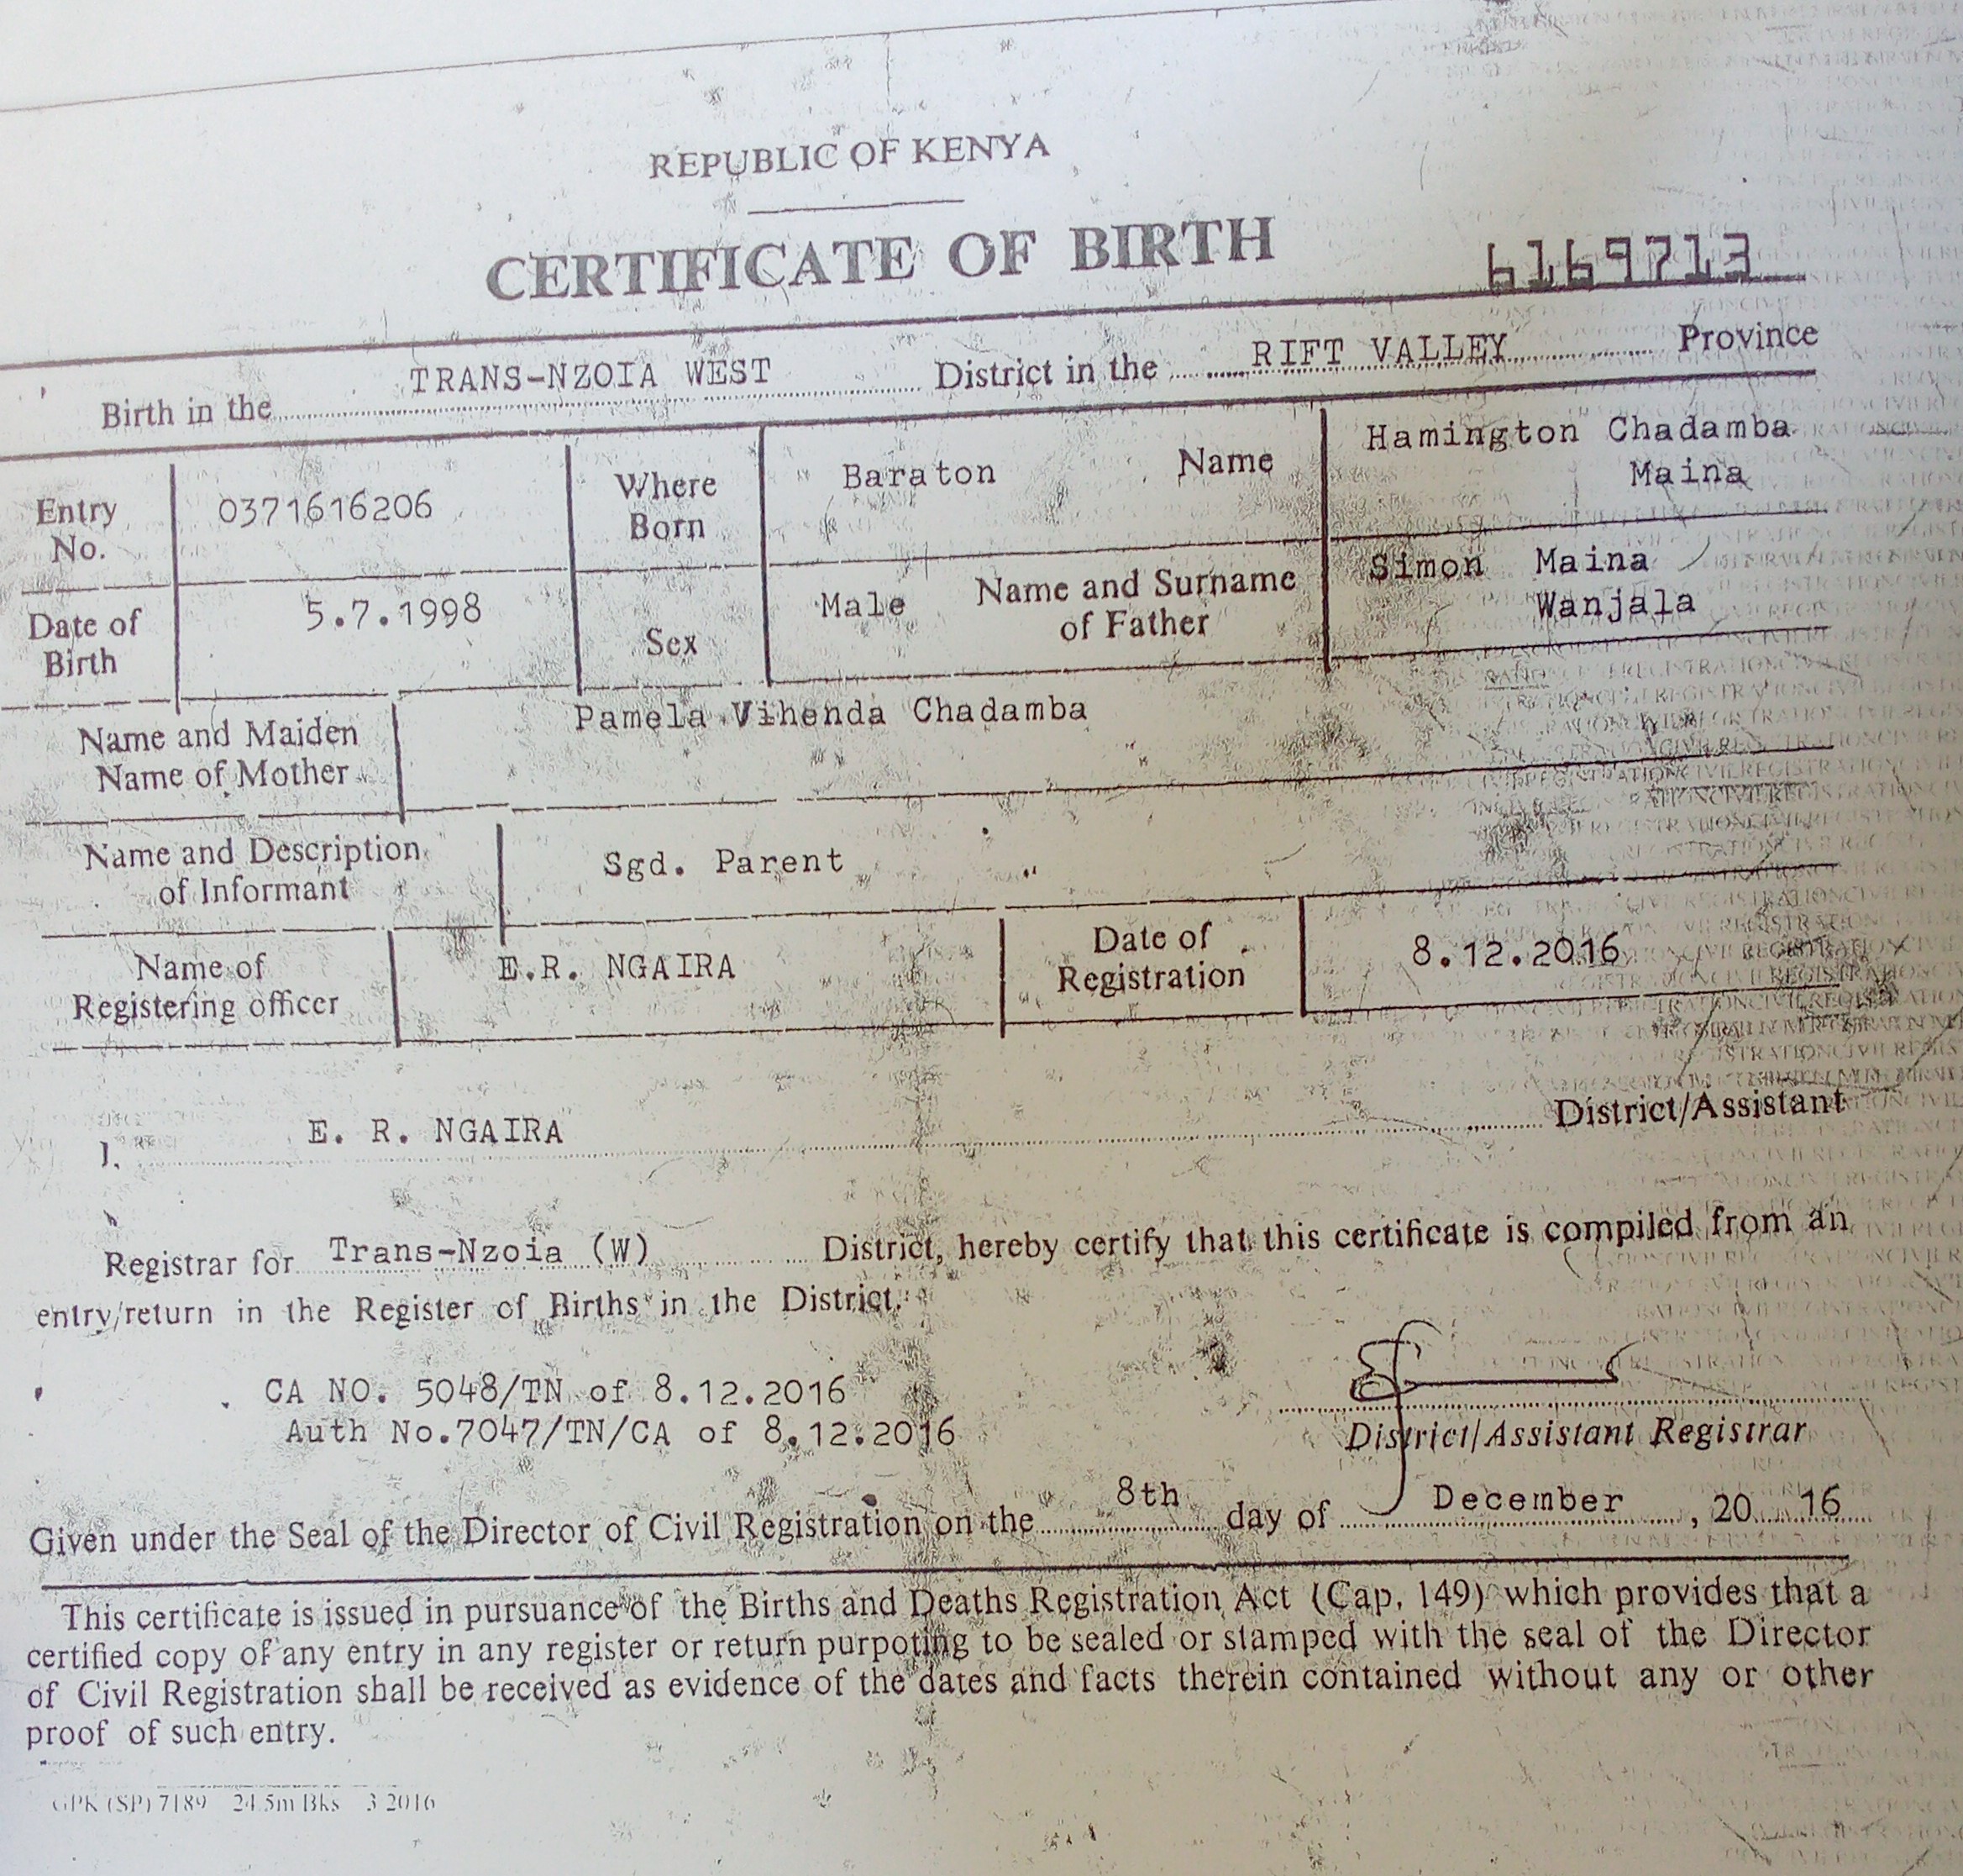 REPUBLIC OF KENYA
CERTIFICATE OF BIRTH
6169713
Birth in the TRANS-NZOIA WEST District in the RIFT VALLEY Province
Entry No. 0371616206
Where Born Baraton
Name Hamington Chadamba Maina
Date of Birth 5.7.1998
Sex Male
Name and Surname of Father Simon Maina Wanjala
Name and Maiden Name of Mother Pamela Vihenda Chadamba
Name and Description of Informant Sgd. Parent
Name of Registering officer E.R. NGAIRA
Date of Registration 8.12.2016
I, E. R. NGAIRA District/Assistant
Registrar for Trans-Nzoia (W) District, hereby certify that this certificate is compiled from an
entry/return in the Register of Births in the District.
CA NO. 5048/TN of 8.12.2016
Auth No.7047/TN/CA of 8.12.2016
District/Assistant Registrar
Given under the Seal of the Director of Civil Registration on the 8th day of December, 20 16
This certificate is issued in pursuance of the Births and Deaths Registration Act (Cap, 149) which provides that a
certified copy of any entry in any register or return purpoting to be sealed or stamped with the seal of the Director
of Civil Registration shall be received as evidence of the dates and facts therein contained without any or other
proof of such entry.
GPK (SP) 7189 24.5m Bks 3 2016